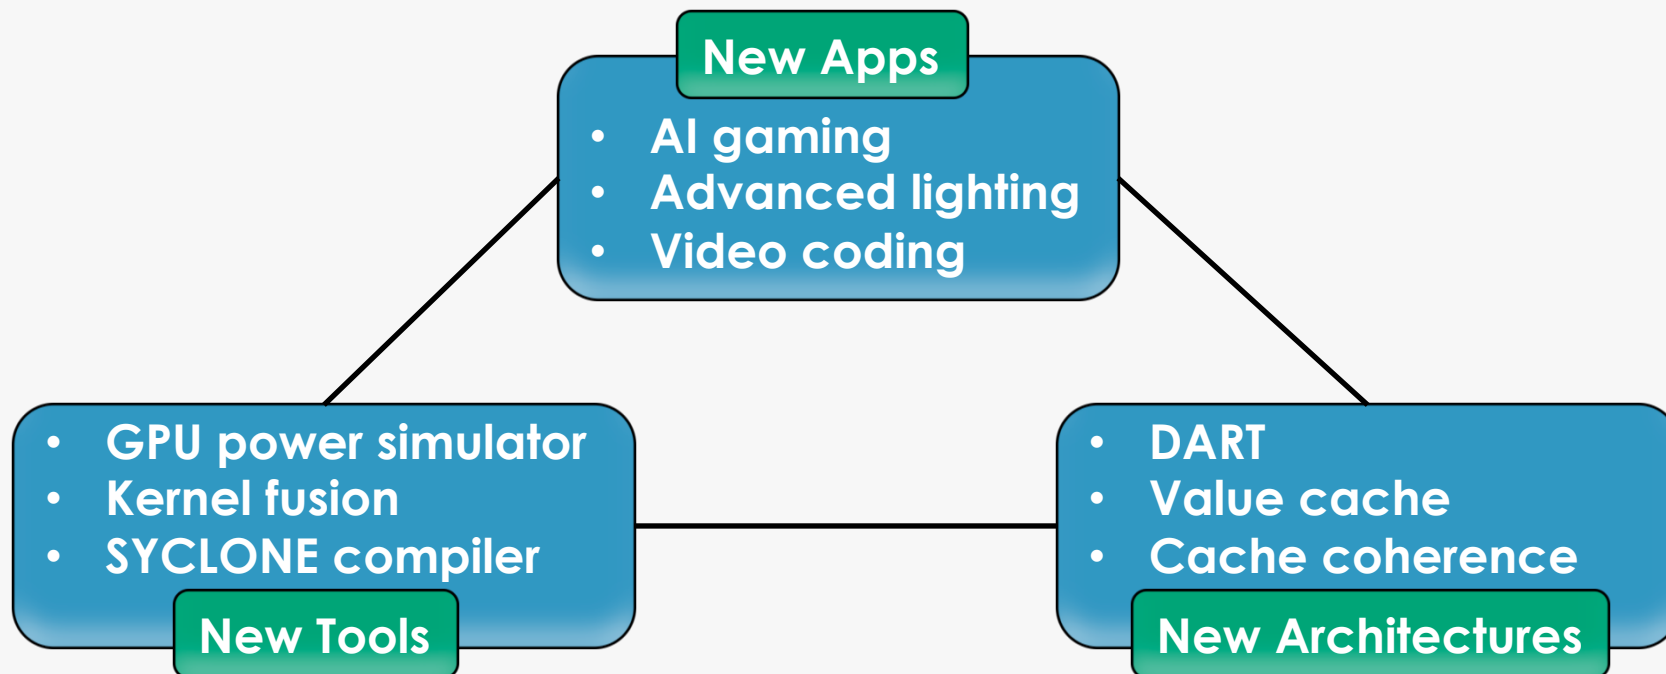 New Apps
• AI gaming
• Advanced lighting
• Video coding
• GPU power simulator
• Kernel fusion
• SYCLONE compiler
New Tools
• DART
• Value cache
• Cache coherence
New Architectures